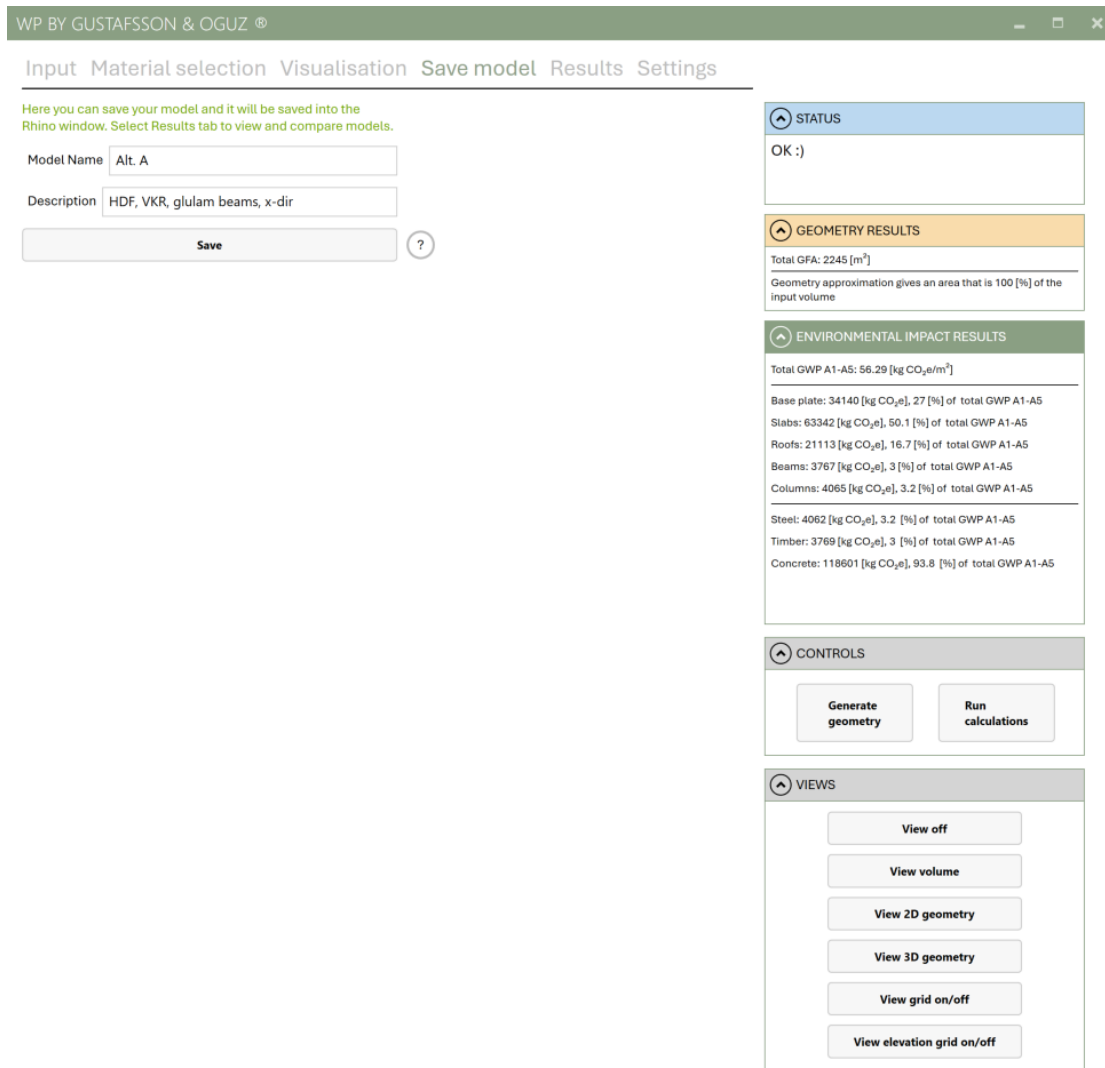 WP BY GUSTAFSSON & OGUZ ®
Input Material selection Visualisation Save model Results Settings
Here you can save your model and it will be saved into the
Rhino window. Select Results tab to view and compare models.
Model Name Alt. A
Description HDF, VKR, glulam beams, x-dir
Save ?
STATUS
OK :)
GEOMETRY RESULTS
Total GFA: 2245 [m²]
Geometry approximation gives an area that is 100 [%] of the
input volume
ENVIRONMENTAL IMPACT RESULTS
Total GWP A1-A5: 56.29 [kg CO₂e/m²]
Base plate: 34140 [kg CO₂e], 27 [%] of total GWP A1-A5
Slabs: 63342 [kg CO₂e], 50.1 [%] of total GWP A1-A5
Roofs: 21113 [kg CO₂e], 16.7 [%] of total GWP A1-A5
Beams: 3767 [kg CO₂e], 3 [%] of total GWP A1-A5
Columns: 4065 [kg CO₂e], 3.2 [%] of total GWP A1-A5
Steel: 4062 [kg CO₂e], 3.2 [%] of total GWP A1-A5
Timber: 3769 [kg CO₂e], 3 [%] of total GWP A1-A5
Concrete: 118601 [kg CO₂e], 93.8 [%] of total GWP A1-A5
CONTROLS
Generate
geometry
Run
calculations
VIEWS
View off
View volume
View 2D geometry
View 3D geometry
View grid on/off
View elevation grid on/off